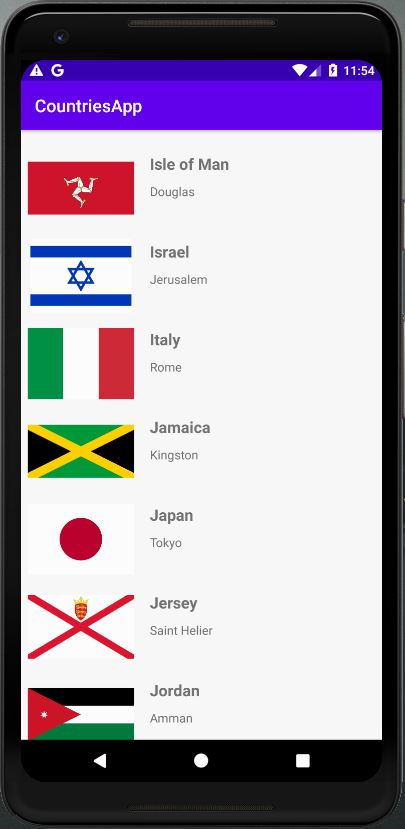 11:54
CountriesApp
Isle of Man
Douglas
Israel
Jerusalem
Italy
Rome
Jamaica
Kingston
Japan
Tokyo
Jersey
Saint Helier
Jordan
Amman